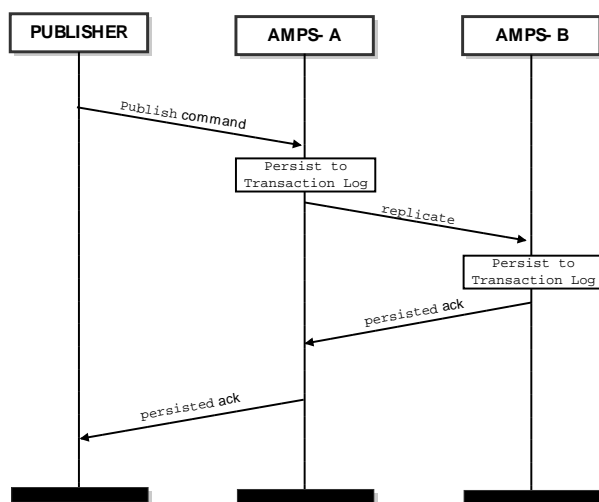 PUBLISHER
AMPS- A
AMPS- B
Publish command
Persist to
Transaction Log
replicate
Persist to
Transaction Log
persisted ack
persisted ack